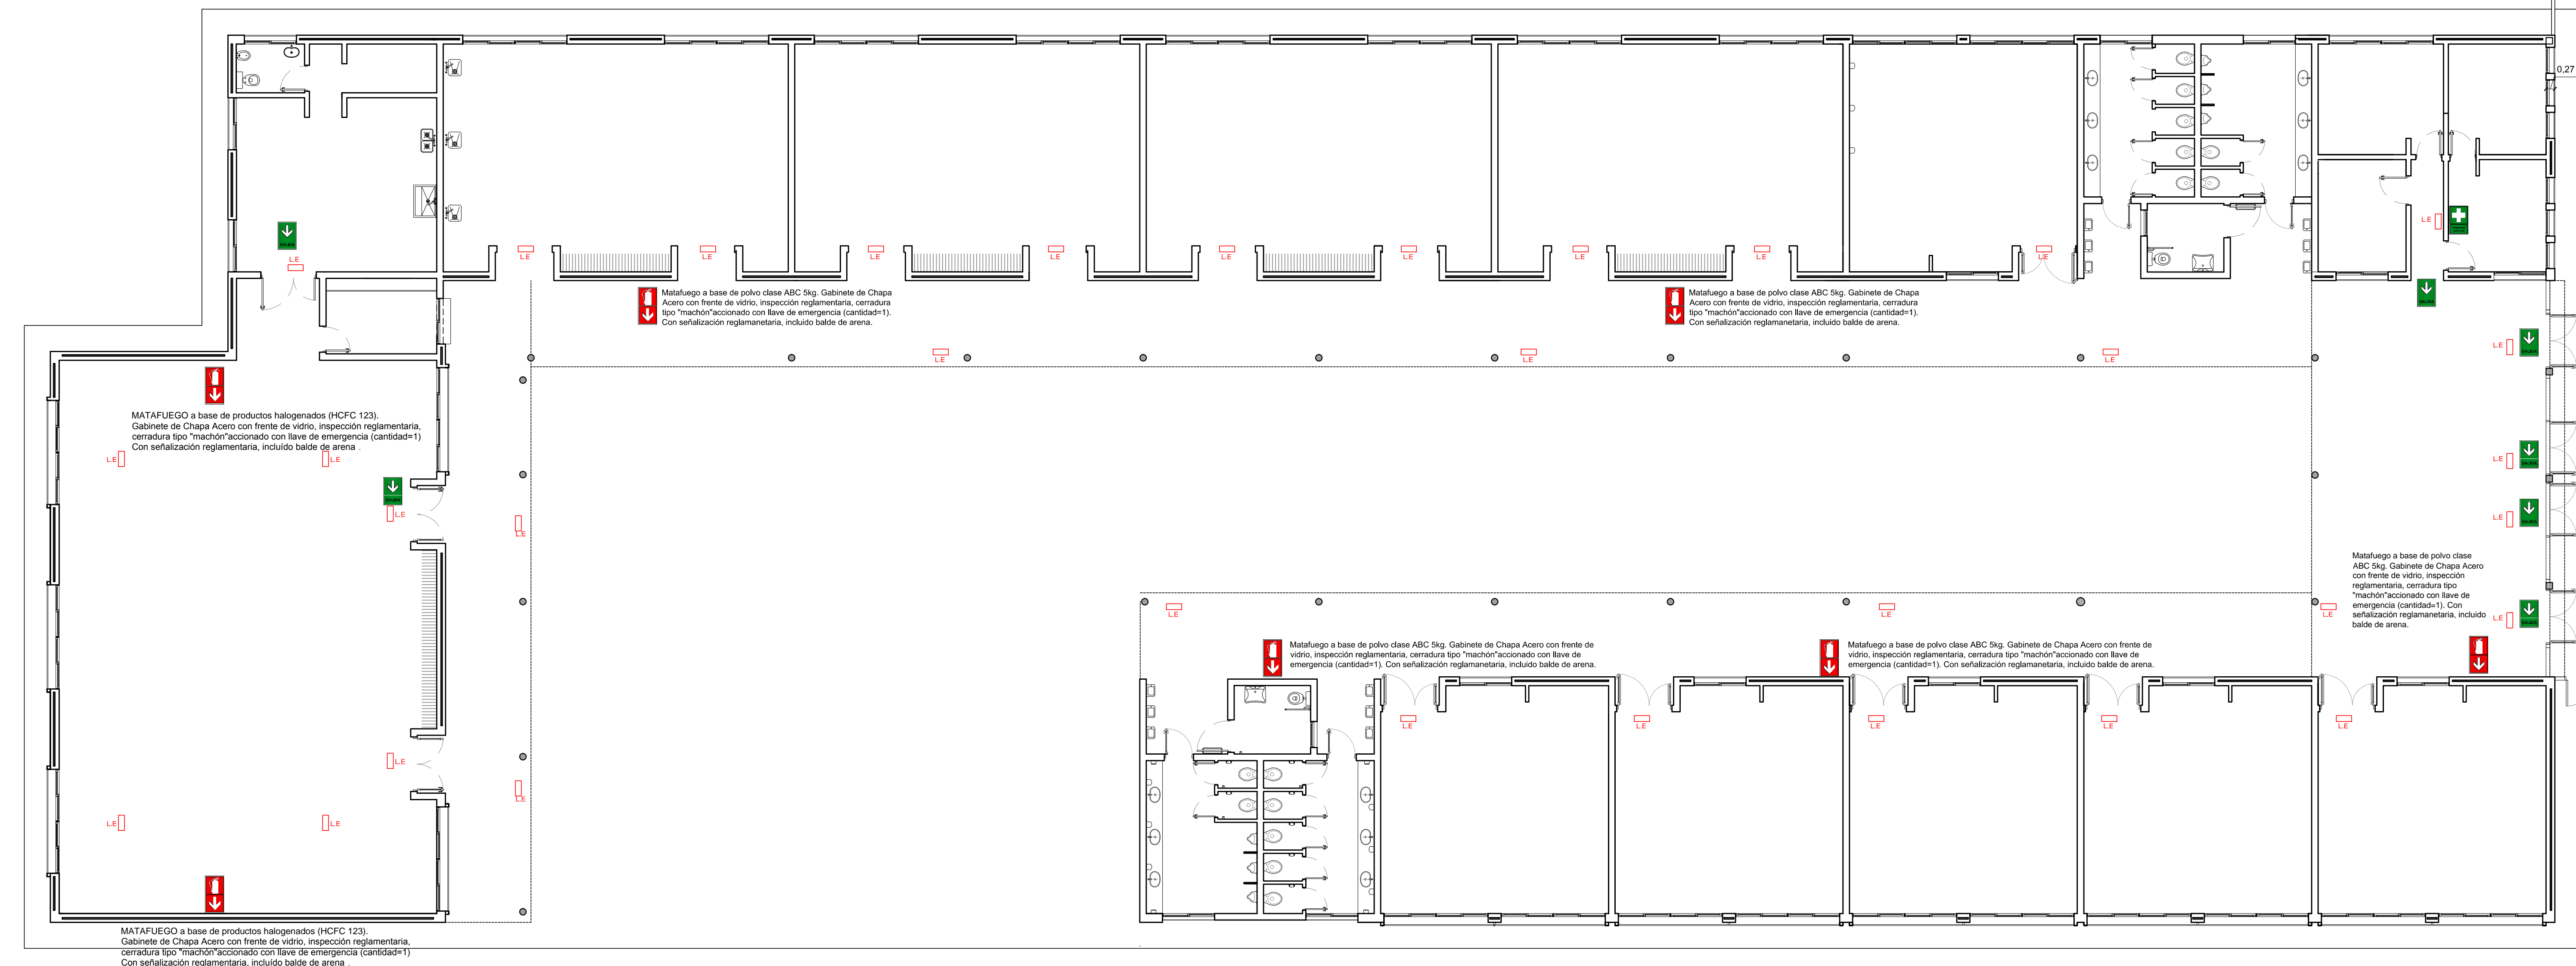 0,27
SALIDA
L.E
L.E
L.E
L.E
L.E
L.E
L.E
L.E
L.E
L.E
L.E
SALIDA
Matafuego a base de polvo clase ABC 5kg. Gabinete de Chapa
Acero con frente de vidrio, inspección reglamentaria, cerradura
tipo "machón"accionado con llave de emergencia (cantidad=1).
Con señalización reglamanetaria, incluido balde de arena.
Matafuego a base de polvo clase ABC 5kg. Gabinete de Chapa
Acero con frente de vidrio, inspección reglamentaria, cerradura
tipo "machón"accionado con llave de emergencia (cantidad=1).
Con señalización reglamanetaria, incluido balde de arena.
L.E
L.E
L.E
L.E
SALIDA
MATAFUEGO a base de productos halogenados (HCFC 123).
Gabinete de Chapa Acero con frente de vidrio, inspección reglamentaria,
cerradura tipo "machón"accionado con llave de emergencia (cantidad=1)
Con señalización reglamentaria, incluído balde de arena .
L.E
L.E
L.E
SALIDA
SALIDA
L.E
L.E
L.E
SALIDA
Matafuego a base de polvo clase
ABC 5kg. Gabinete de Chapa Acero
con frente de vidrio, inspección
reglamentaria, cerradura tipo
"machón"accionado con llave de
emergencia (cantidad=1). Con
señalización reglamanetaria, incluido
balde de arena.
L.E
L.E
L.E
L.E
SALIDA
Matafuego a base de polvo clase ABC 5kg. Gabinete de Chapa Acero con frente de
vidrio, inspección reglamentaria, cerradura tipo "machón"accionado con llave de
emergencia (cantidad=1). Con señalización reglamanetaria, incluido balde de arena.
Matafuego a base de polvo clase ABC 5kg. Gabinete de Chapa Acero con frente de
vidrio, inspección reglamentaria, cerradura tipo "machón"accionado con llave de
emergencia (cantidad=1). Con señalización reglamanetaria, incluido balde de arena.
L.E
L.E
L.E
L.E
L.E
L.E
L.E
L.E
L.E
MATAFUEGO a base de productos halogenados (HCFC 123).
Gabinete de Chapa Acero con frente de vidrio, inspección reglamentaria,
cerradura tipo "machón"accionado con llave de emergencia (cantidad=1)
Con señalización reglamentaria, incluído balde de arena .